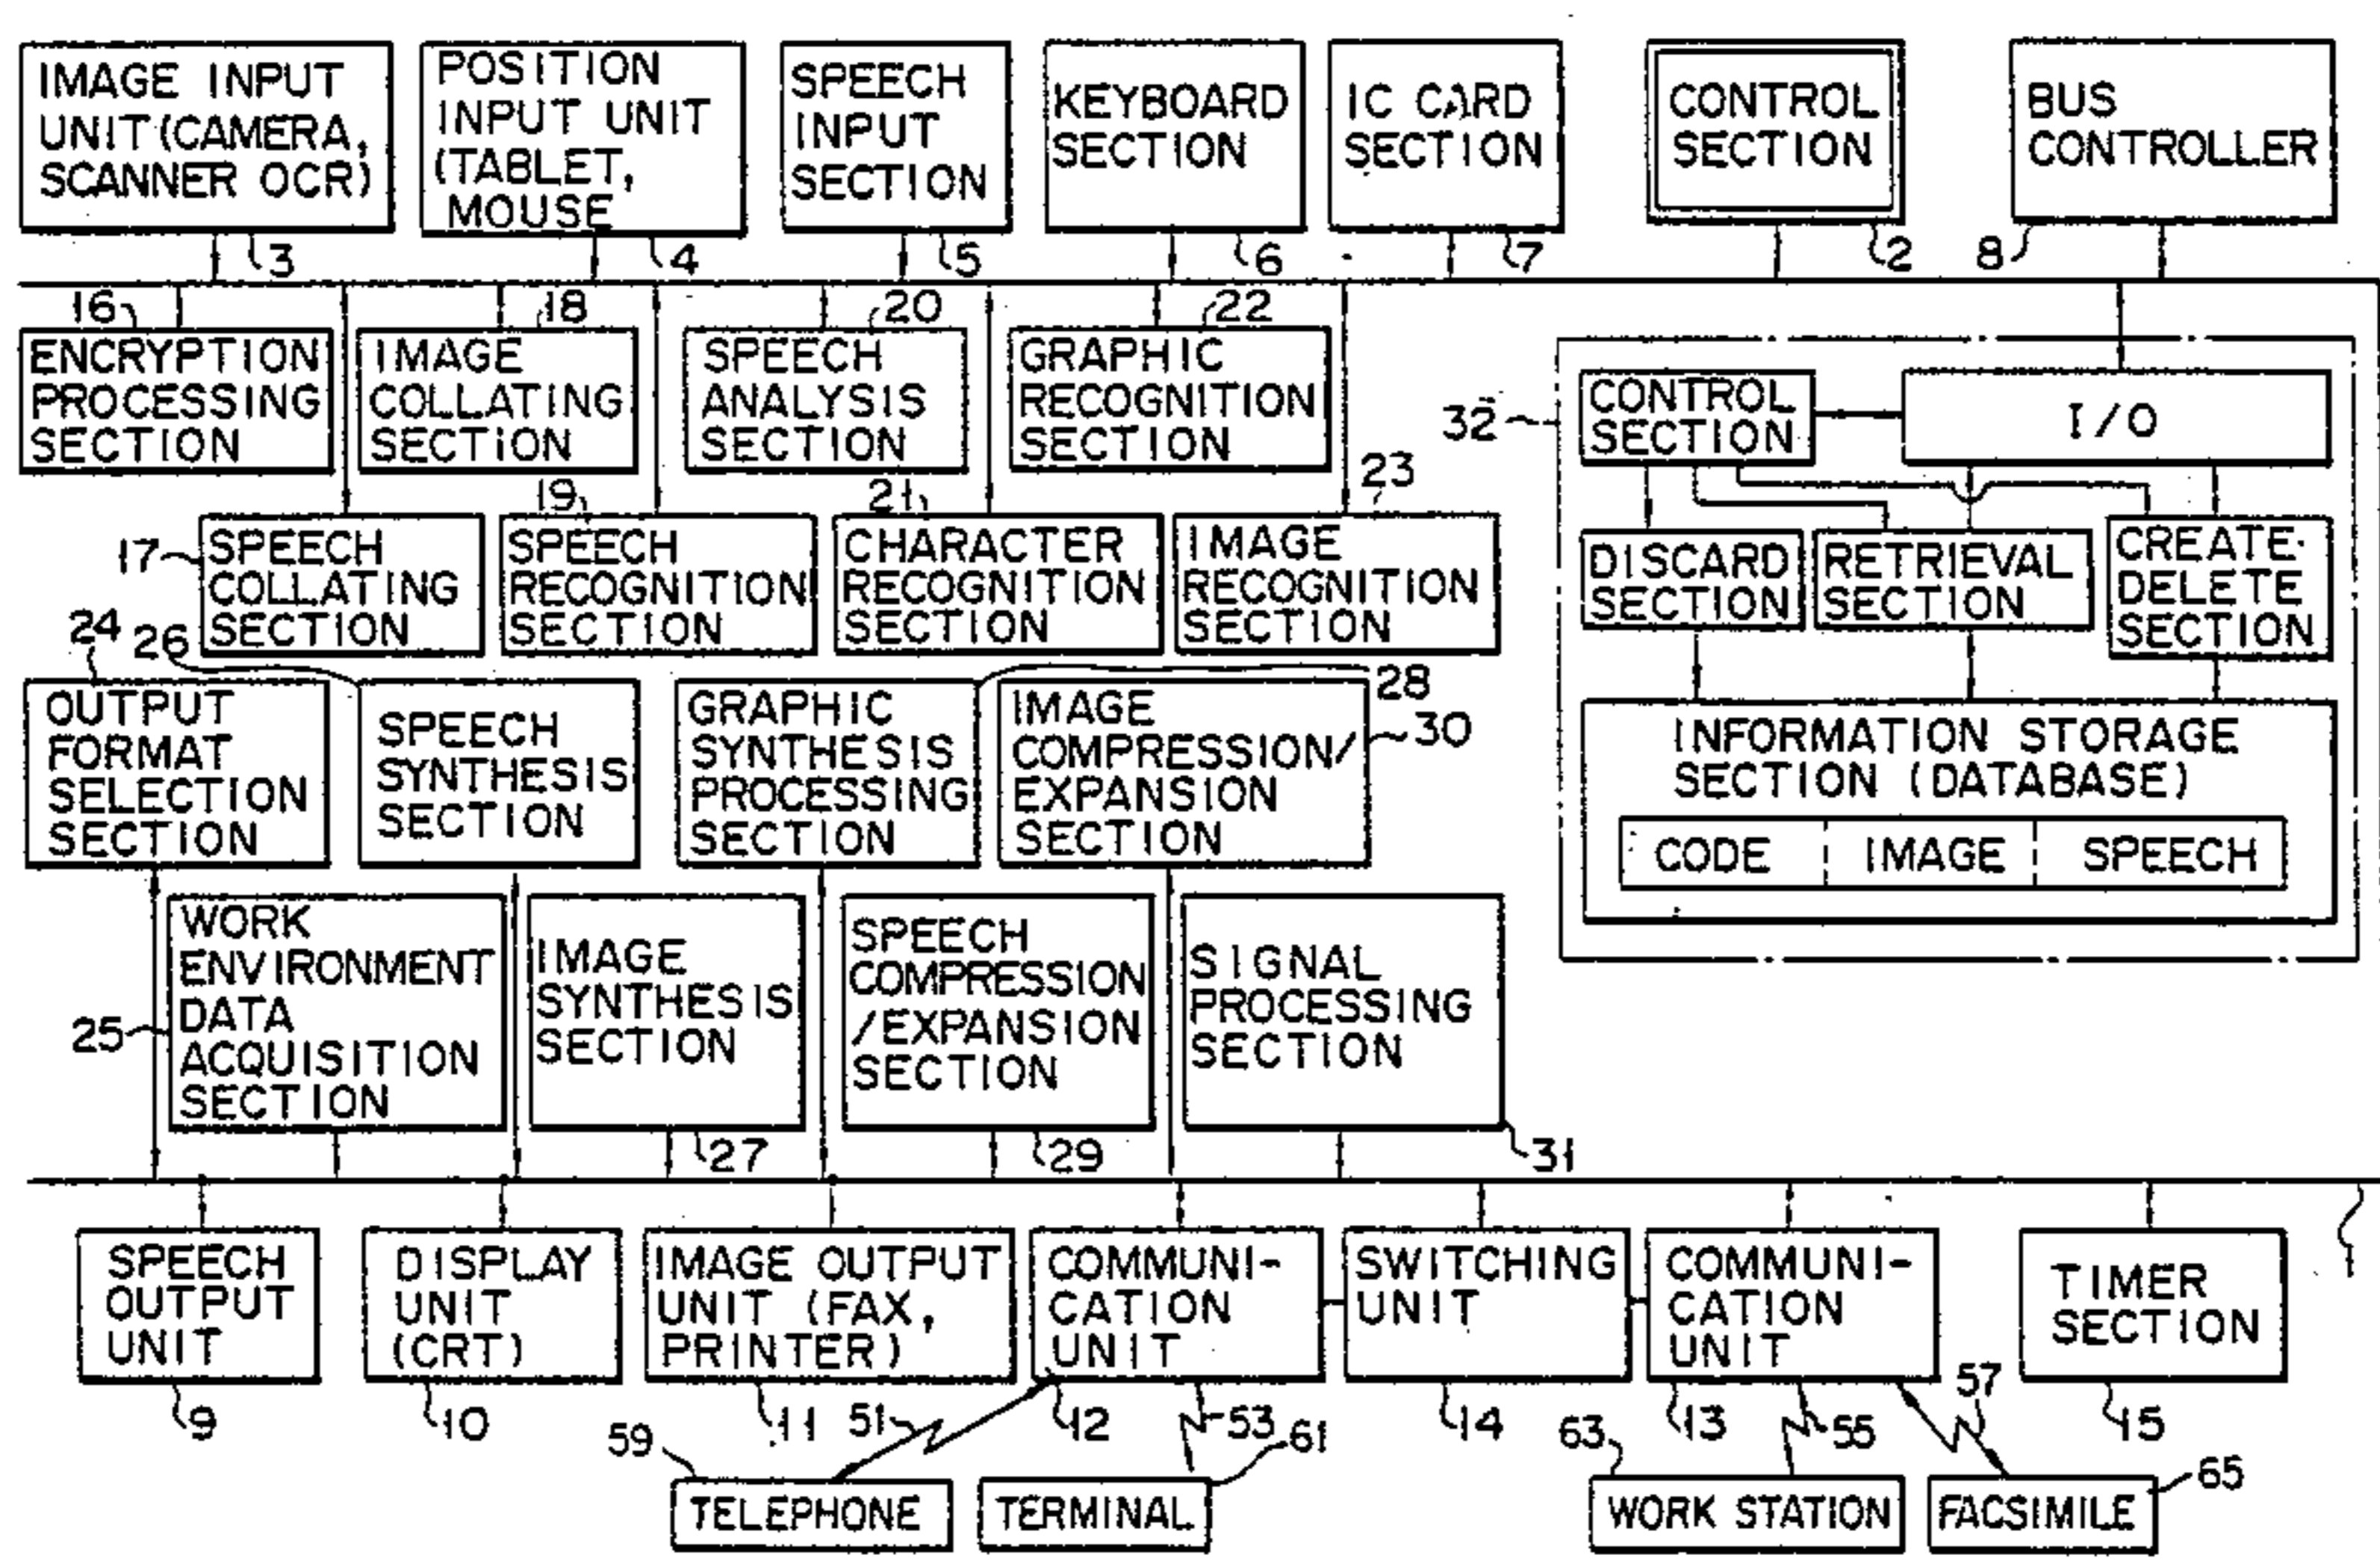 IMAGE INPUT
UNIT (CAMERA,
SCANNER OCR)
3
POSITION
INPUT UNIT
(TABLET,
MOUSE
4
SPEECH
INPUT
SECTION
5
KEYBOARD
SECTION
6
IC CARD
SECTION
7
CONTROL
SECTION
2
BUS
CONTROLLER
8
16
ENCRYPTION
PROCESSING
SECTION
18
IMAGE
COLLATING
SECTION
20
SPEECH
ANALYSIS
SECTION
22
GRAPHIC
RECOGNITION
SECTION
17
SPEECH
COLLATING
SECTION
19
SPEECH
RECOGNITION
SECTION
21
CHARACTER
RECOGNITION
SECTION
23
IMAGE
RECOGNITION
SECTION
32
CONTROL
SECTION
I/O
DISCARD
SECTION
RETRIEVAL
SECTION
CREATE·
DELETE
SECTION
INFORMATION STORAGE
SECTION (DATABASE)
CODE
IMAGE
SPEECH
24
OUTPUT
FORMAT
SELECTION
SECTION
26
SPEECH
SYNTHESIS
SECTION
28
GRAPHIC
SYNTHESIS
PROCESSING
SECTION
30
IMAGE
COMPRESSION/
EXPANSION
SECTION
25
WORK
ENVIRONMENT
DATA
ACQUISITION
SECTION
IMAGE
SYNTHESIS
SECTION
27
SPEECH
COMPRESSION
/EXPANSION
SECTION
29
SIGNAL
PROCESSING
SECTION
31
SPEECH
OUTPUT
UNIT
9
DISPLAY
UNIT
(CRT)
10
IMAGE OUTPUT
UNIT (FAX,
PRINTER)
11
COMMUNI-
CATION
UNIT
12
SWITCHING
UNIT
14
COMMUNI-
CATION
UNIT
13
TIMER
SECTION
15
51
53
55
57
59
TELEPHONE
61
TERMINAL
63
WORK STATION
65
FACSIMILE